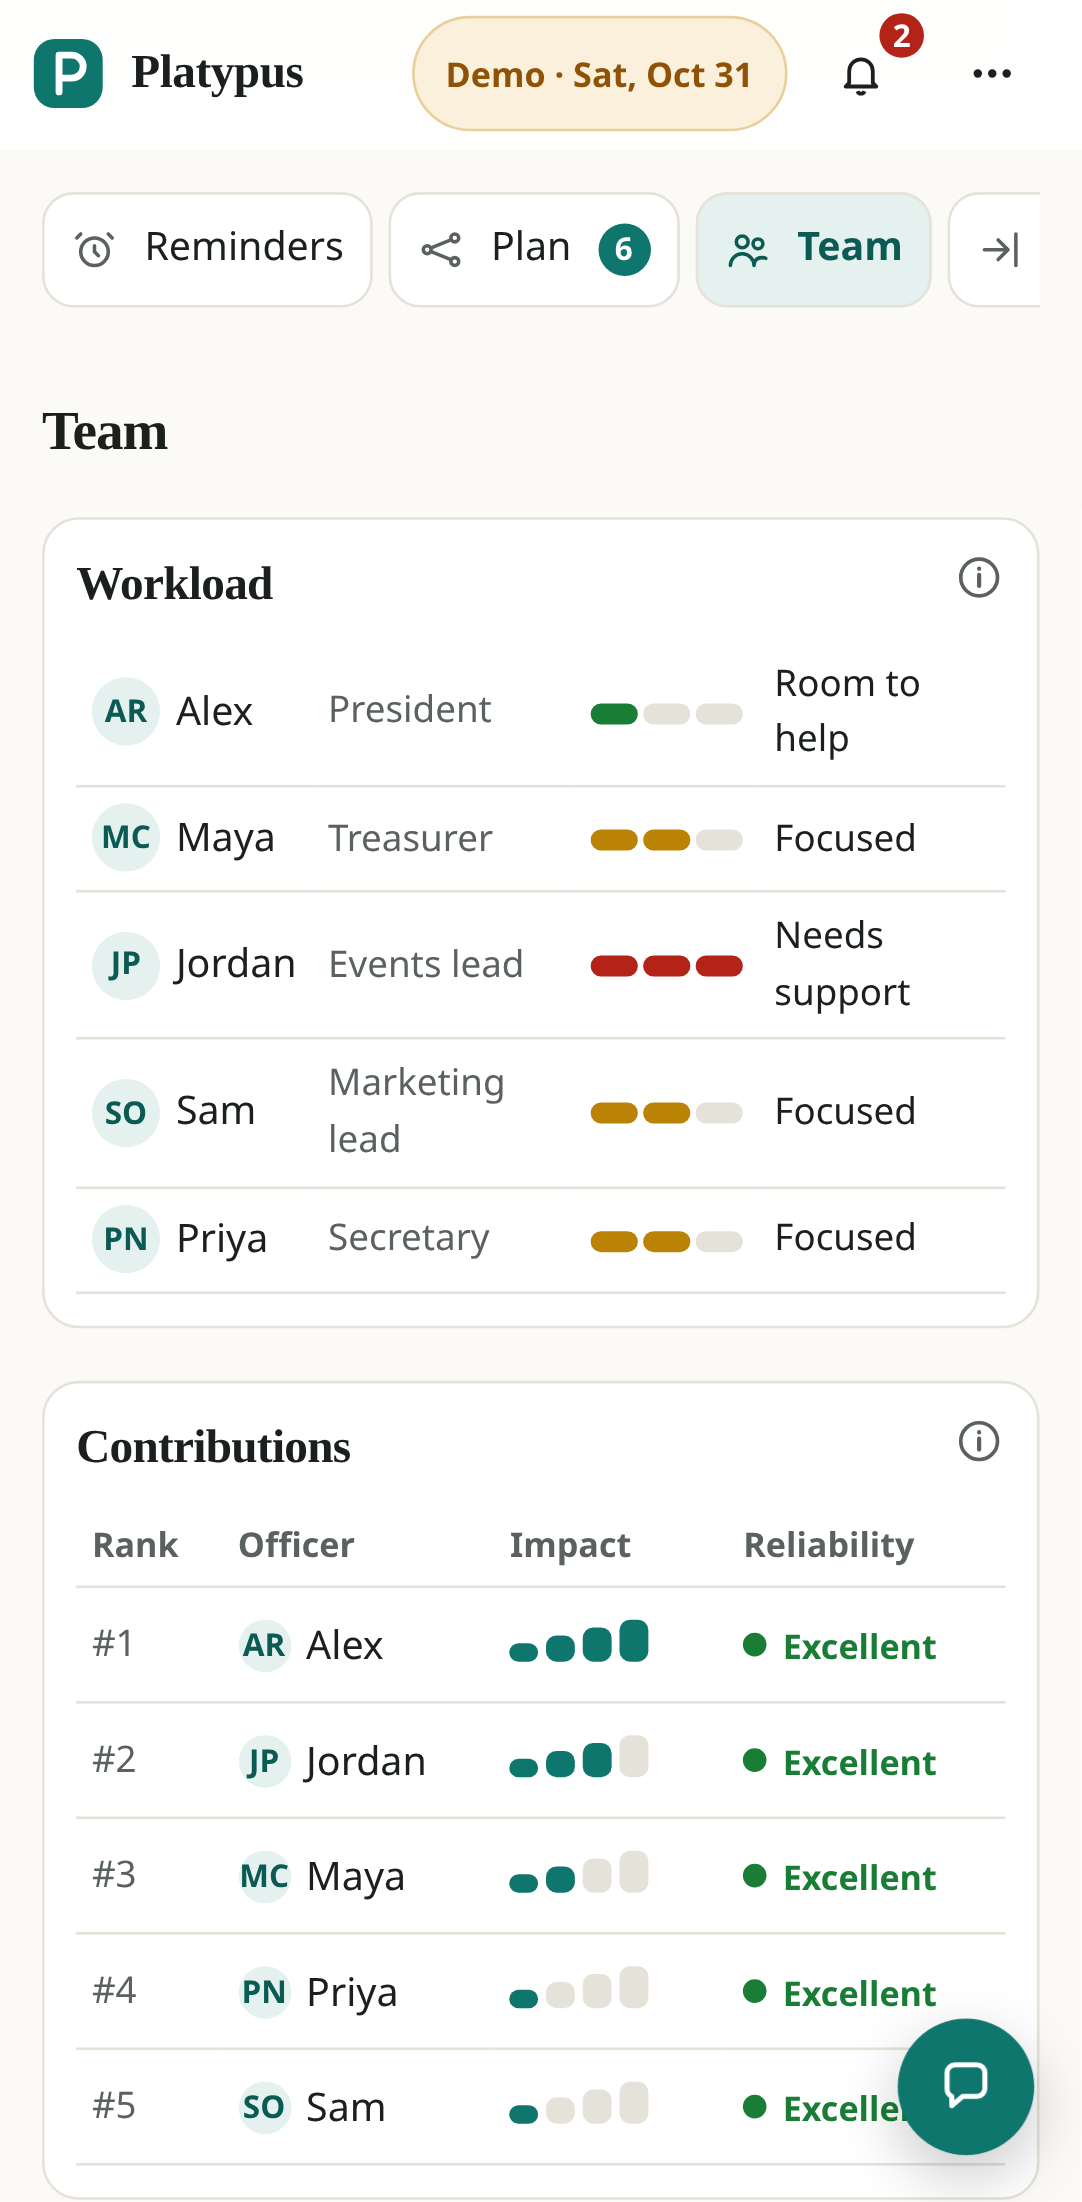 P Platypus
Demo · Sat, Oct 31
2
Reminders
Plan 6
Team
Team
Workload
AR Alex President Room to
help
MC Maya Treasurer Focused
JP Jordan Events lead Needs
support
SO Sam Marketing
lead Focused
PN Priya Secretary Focused
Contributions
Rank Officer Impact Reliability
#1 AR Alex Excellent
#2 JP Jordan Excellent
#3 MC Maya Excellent
#4 PN Priya Excellent
#5 SO Sam